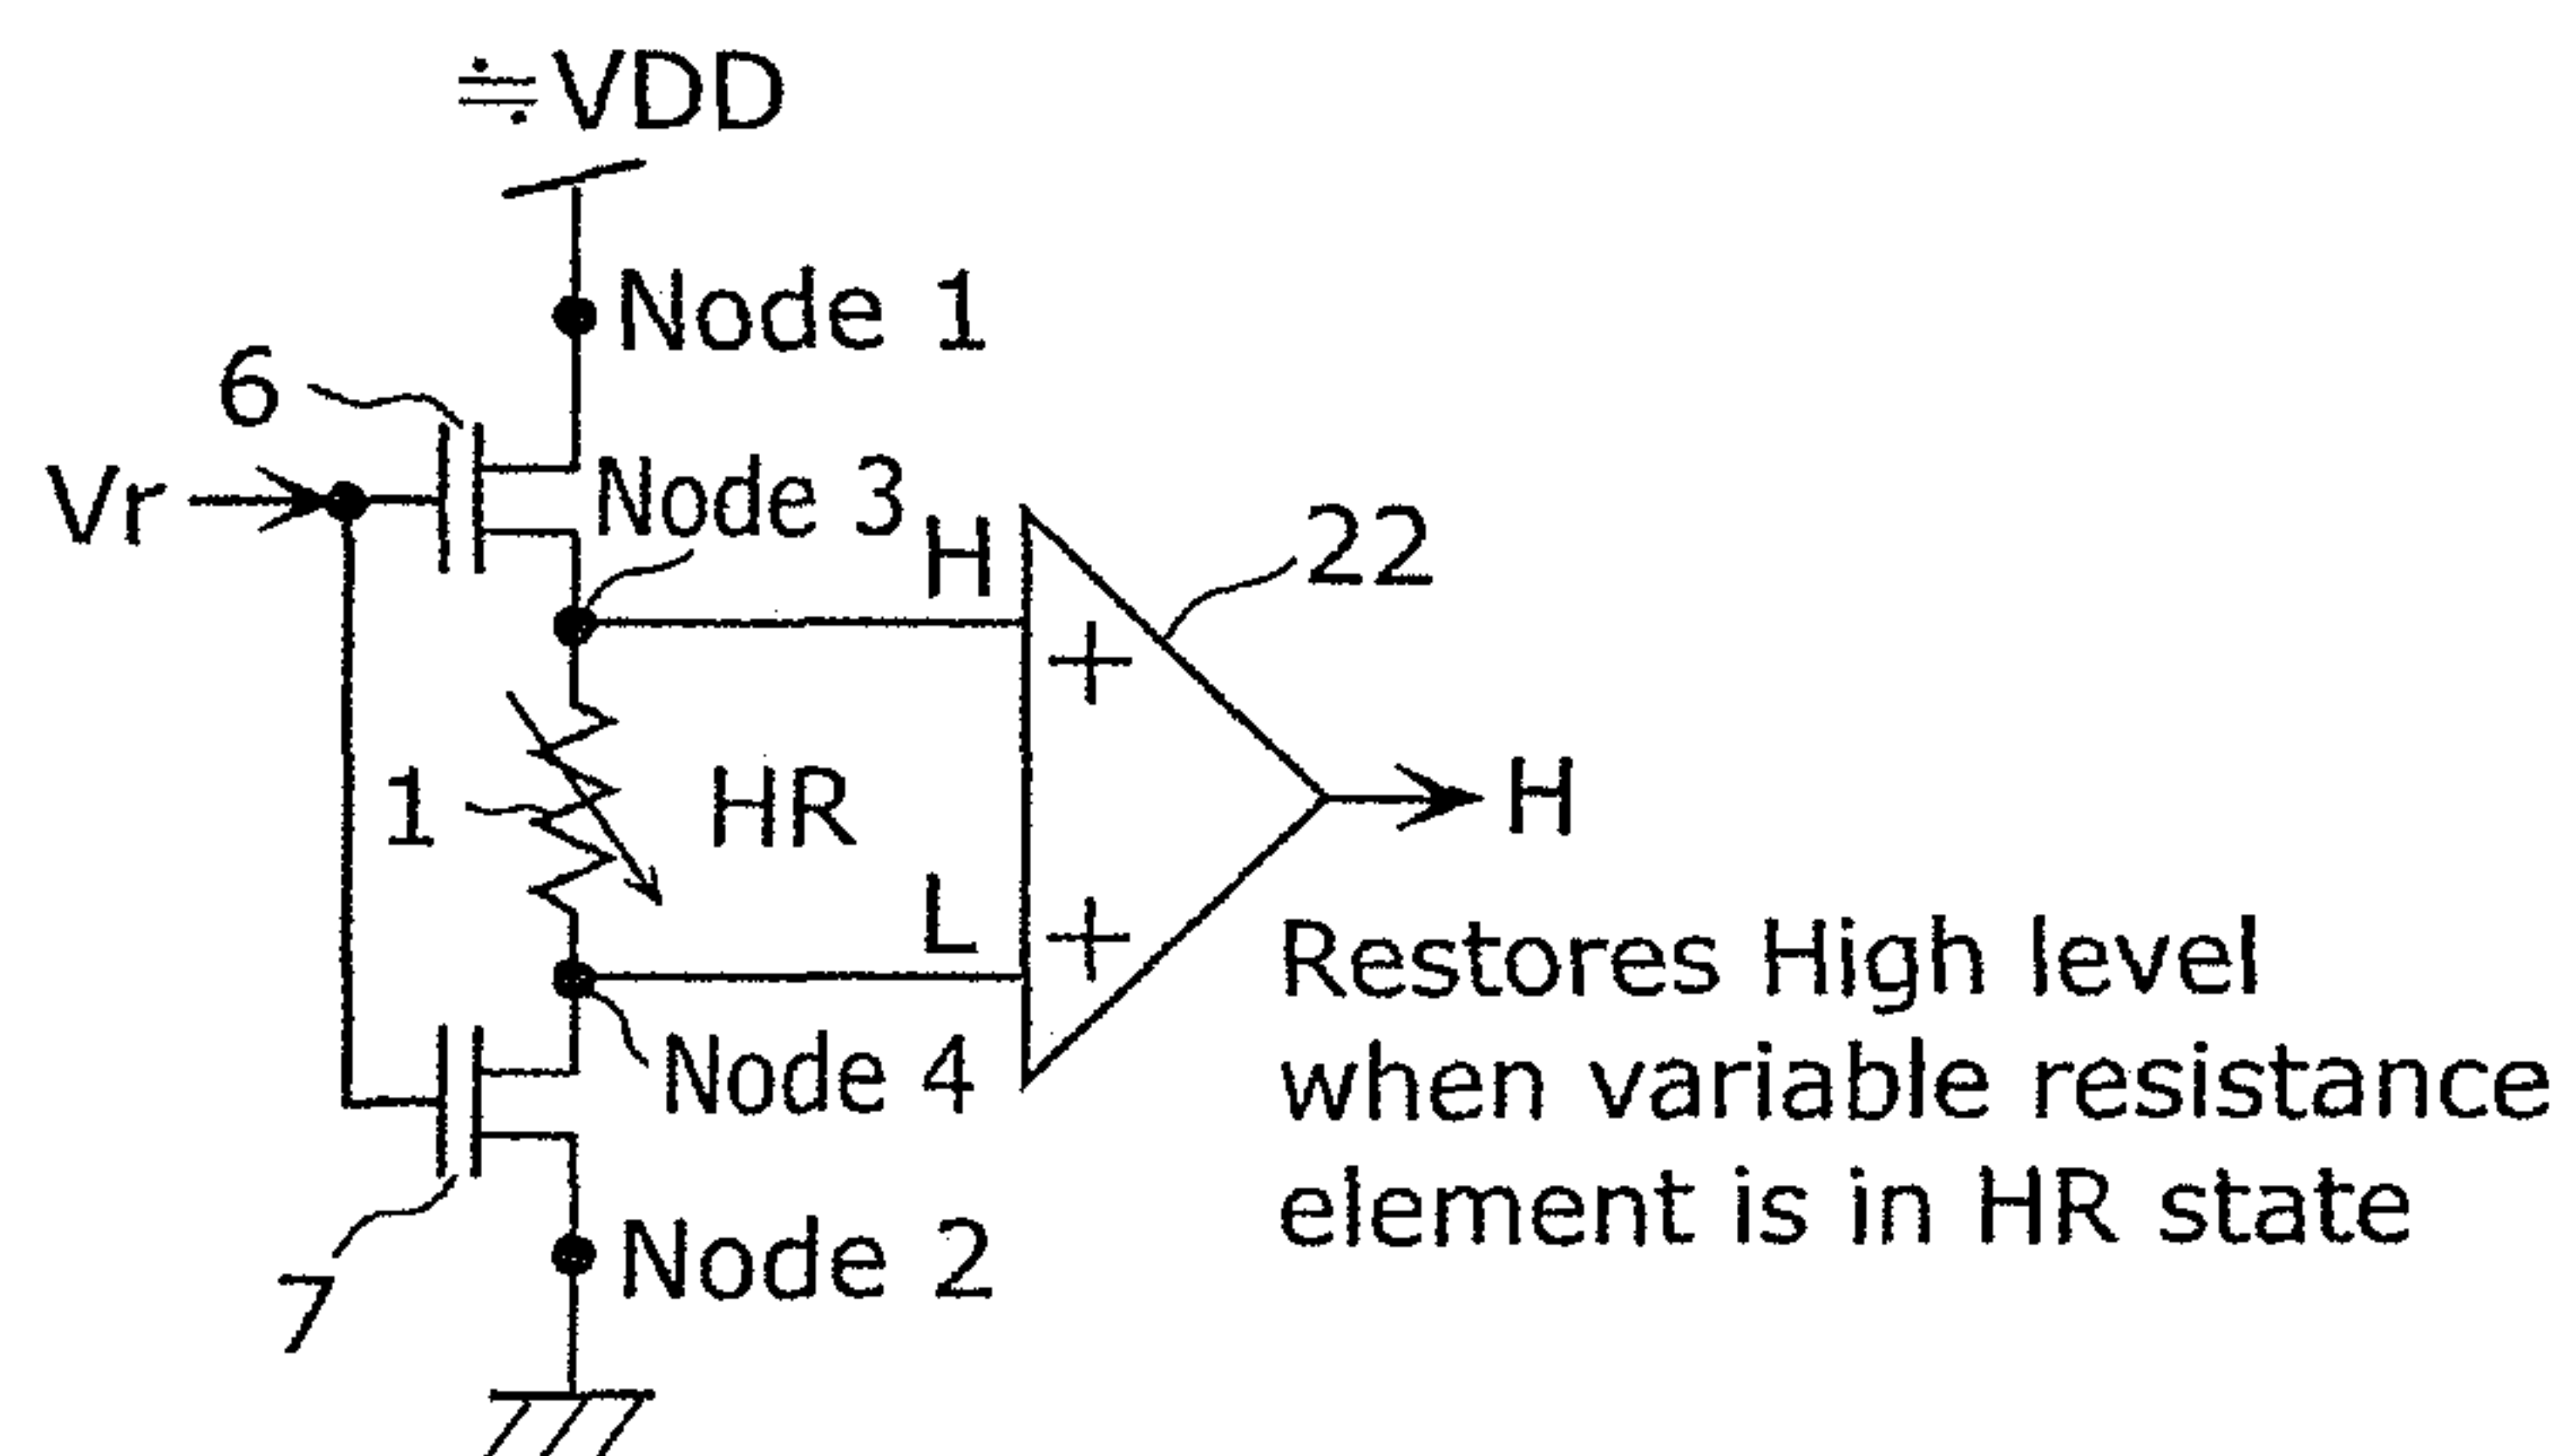 ≒VDD
Node 1
6
Vr
Node 3
H
22
+
1
HR
H
L
+
Restores High level
when variable resistance
element is in HR state
Node 4
7
Node 2